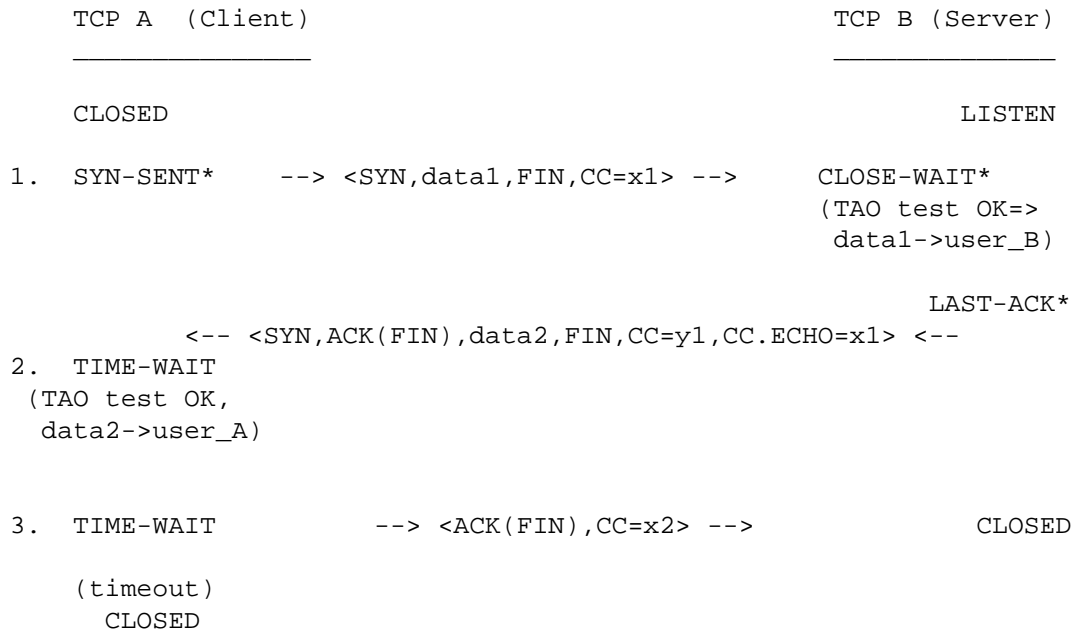 TCP A  (Client)                                 TCP B (Server)
_______________                                 ______________
CLOSED                                                  LISTEN
1.  SYN-SENT*    --> <SYN,data1,FIN,CC=x1> -->    CLOSE-WAIT*
(TAO test OK=>
data1->user_B)
LAST-ACK*
<-- <SYN,ACK(FIN),data2,FIN,CC=y1,CC.ECHO=x1> <--
2.  TIME-WAIT
(TAO test OK,
data2->user_A)
3.  TIME-WAIT          --> <ACK(FIN),CC=x2> -->              CLOSED
(timeout)
CLOSED